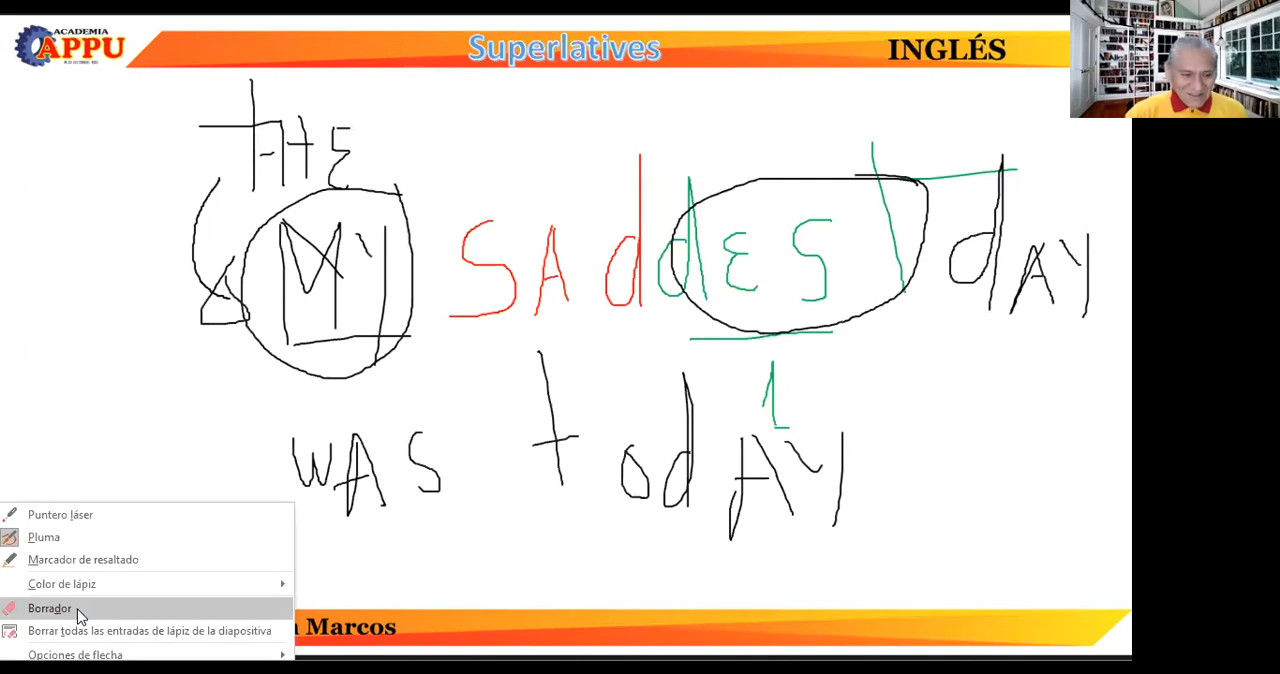 ACADEMIA
APPU
Superlatives
INGLÉS
THE
MY SAddEST dAY
1
WAS todAY
Puntero láser
Pluma
Marcador de resaltado
Color de lápiz
Borrador
Borrar todas las entradas de lápiz de la diapositiva
Opciones de flecha
Marcos